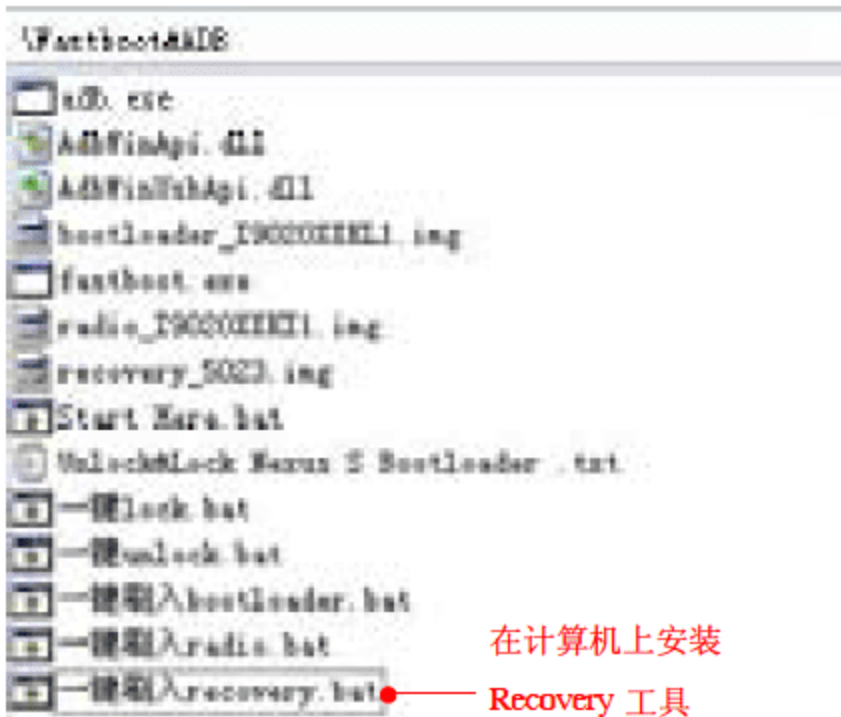 \Fastboot&ADB
adb.exe
AdbWinApi.dll
AdbWinUsbApi.dll
bootloader_I9020XXKL1.img
fastboot.exe
radio_I9020XXKI1.img
recovery_5023.img
Start Here.bat
Unlock&Lock Nexus S Bootloader .txt
一键lock.bat
一键unlock.bat
一键刷入bootloader.bat
一键刷入radio.bat
一键刷入recovery.bat
在计算机上安装
Recovery 工具